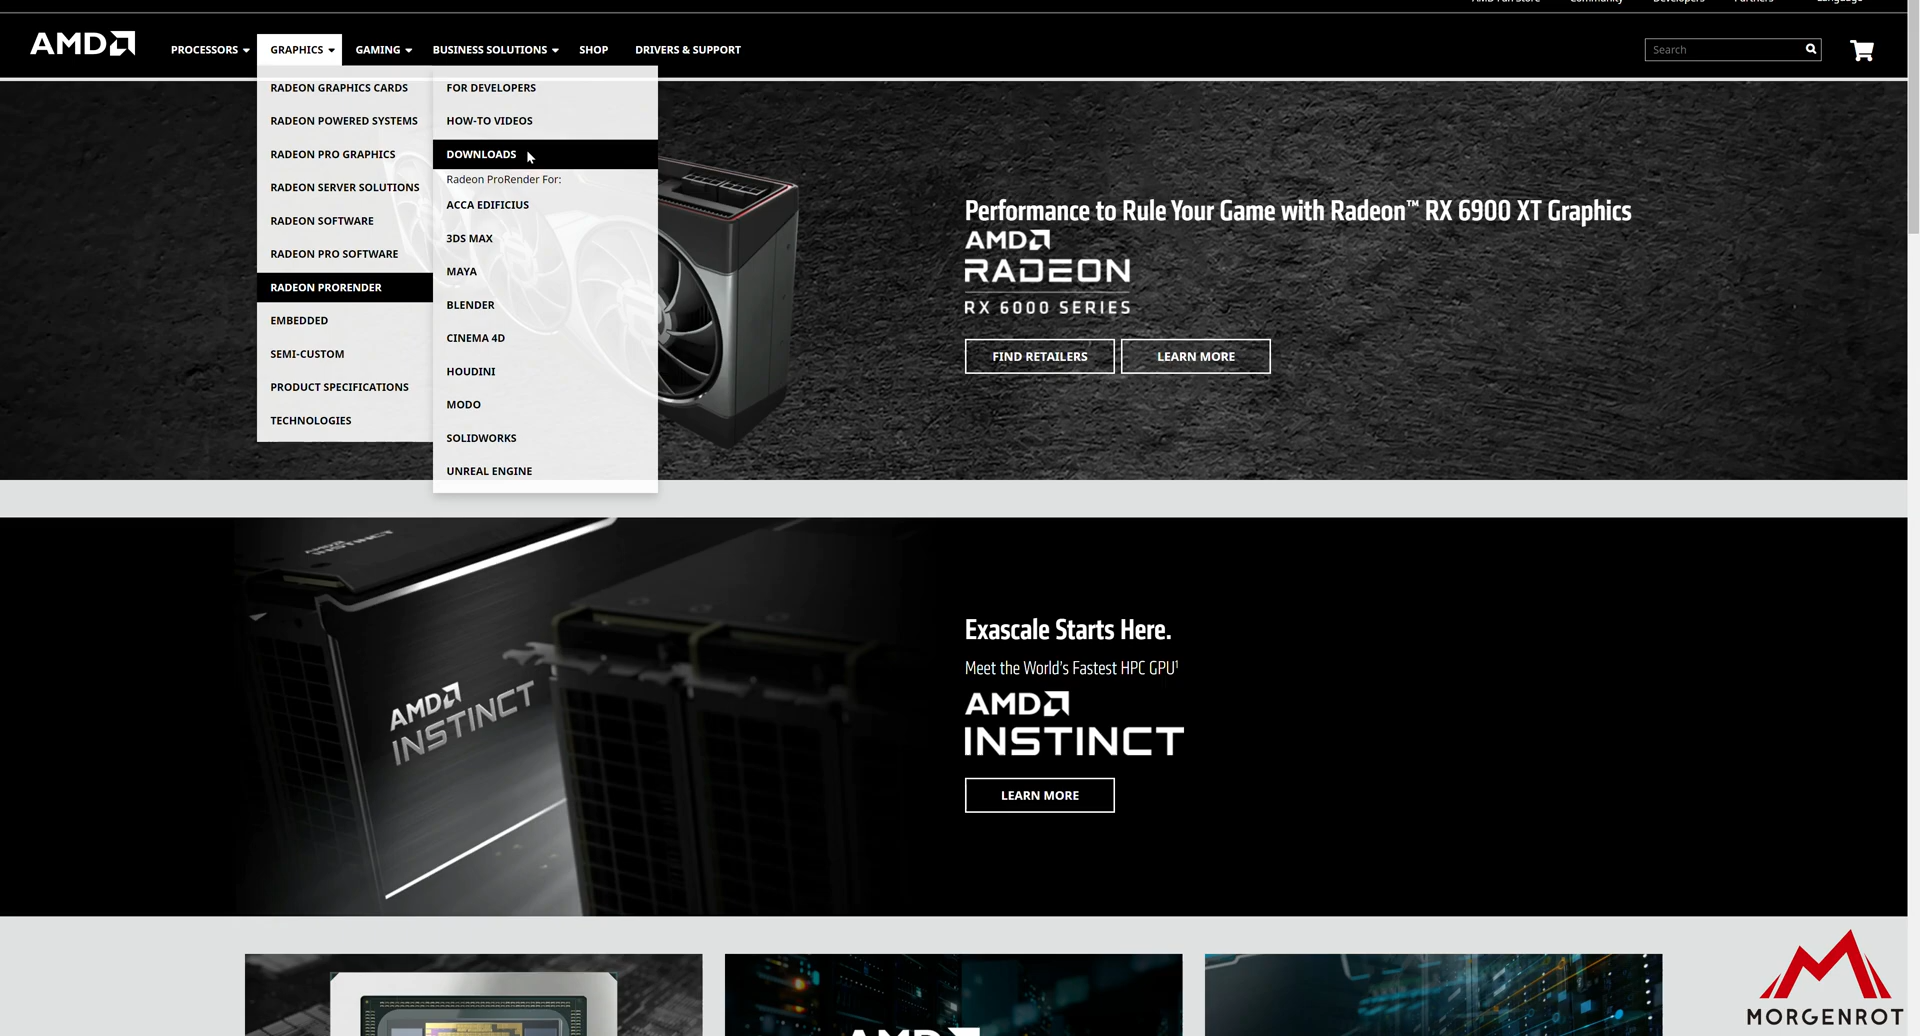 AMD
PROCESSORS
GRAPHICS
GAMING
BUSINESS SOLUTIONS
SHOP
DRIVERS & SUPPORT
Search
RADEON GRAPHICS CARDS
RADEON POWERED SYSTEMS
RADEON PRO GRAPHICS
RADEON SERVER SOLUTIONS
RADEON SOFTWARE
RADEON PRO SOFTWARE
RADEON PRORENDER
EMBEDDED
SEMI-CUSTOM
PRODUCT SPECIFICATIONS
TECHNOLOGIES
FOR DEVELOPERS
HOW-TO VIDEOS
DOWNLOADS
Radeon ProRender For:
ACCA EDIFICIUS
3DS MAX
MAYA
BLENDER
CINEMA 4D
HOUDINI
MODO
SOLIDWORKS
UNREAL ENGINE
Performance to Rule Your Game with Radeon™ RX 6900 XT Graphics
AMD
RADEON
RX 6000 SERIES
FIND RETAILERS
LEARN MORE
AMD
INSTINCT
AMD
INSTINCT
Exascale Starts Here.
Meet the World's Fastest HPC GPU¹
AMD
INSTINCT
LEARN MORE
AMD
MORGENROT